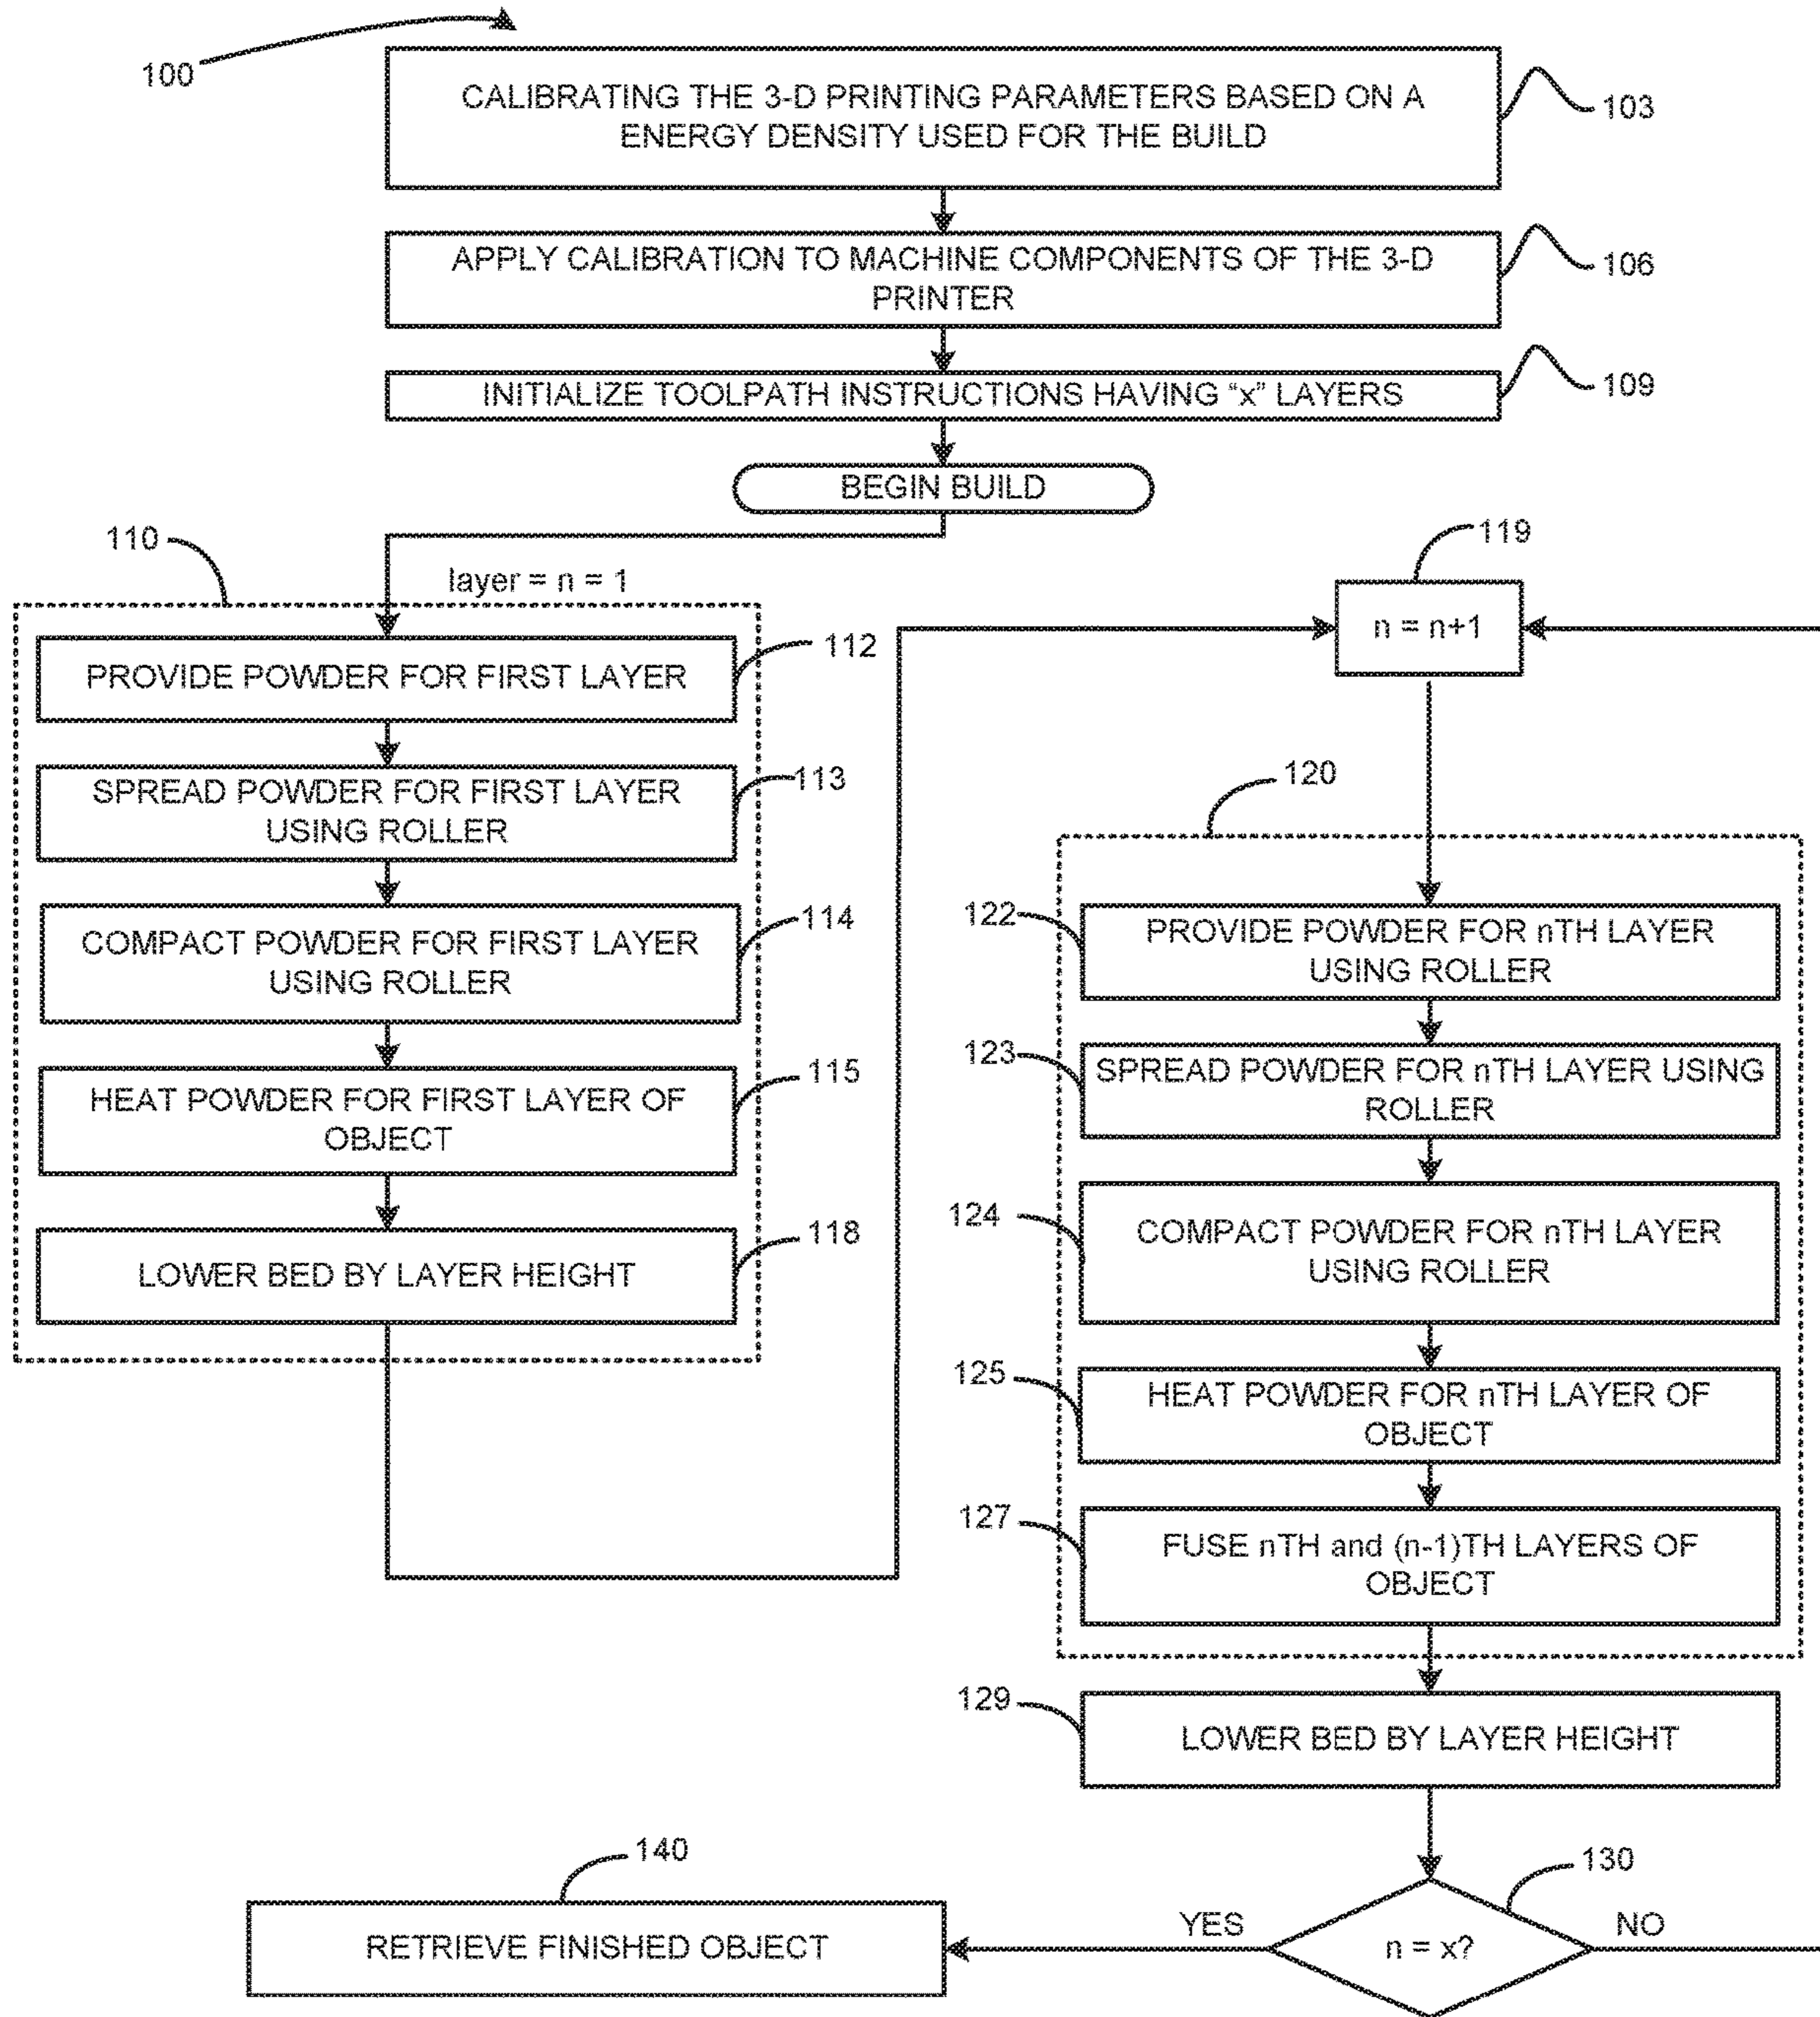 100
CALIBRATING THE 3-D PRINTING PARAMETERS BASED ON A
ENERGY DENSITY USED FOR THE BUILD
103
APPLY CALIBRATION TO MACHINE COMPONENTS OF THE 3-D
PRINTER
106
INITIALIZE TOOLPATH INSTRUCTIONS HAVING “x” LAYERS
109
BEGIN BUILD
110
layer = n = 1
PROVIDE POWDER FOR FIRST LAYER
112
SPREAD POWDER FOR FIRST LAYER
USING ROLLER
113
COMPACT POWDER FOR FIRST LAYER
USING ROLLER
114
HEAT POWDER FOR FIRST LAYER OF
OBJECT
115
LOWER BED BY LAYER HEIGHT
118
119
n = n+1
120
122
PROVIDE POWDER FOR nTH LAYER
USING ROLLER
123
SPREAD POWDER FOR nTH LAYER USING
ROLLER
124
COMPACT POWDER FOR nTH LAYER
USING ROLLER
125
HEAT POWDER FOR nTH LAYER OF
OBJECT
127
FUSE nTH and (n-1)TH LAYERS OF
OBJECT
129
LOWER BED BY LAYER HEIGHT
130
n = x?
YES
NO
140
RETRIEVE FINISHED OBJECT